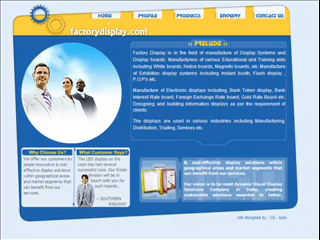 HOME PROFILE PRODUCTS ENQUIRY CONTACT US
factorydisplay.com
:: PRELUDE ::
Factory Display is in the field of manufacture of Display Systems and
Display boards. Manufacturers of various Educational and Training aids,
including White boards, Notice boards, Magnetic boards, etc. Manufacture
of Exhibition display systems including instant booth, Flash display ,
P.O.P's etc.
Manufacture of Electronic displays including, Bank Token display, Bank
Interest Rate board, Foreign Exchange Rate board, Gold Rate Board etc.
Designing and building information displays as per the requirement of
clients.
The displays are used in various industries including Manufacturing,
Distribution, Trading, Services etc.
Why Choose Us?
We offer our customers by
simple innovative & cost
effective display solutions
within geographical areas
and market segments that
can benefit from our
services.
What Customer Says?
The LED display on the
loco has had several
successful
tour. Our
division will be in
touch with you for
such boards..
- SOUTHERN
RAILWAY
& cost-effective display solutions within
geographical areas and market segments that
can benefit from our services.
Our vision is to be most dynamic Visual Display
Solutions Company in India, creating
sustainable solutions essential to better,
site designed by :